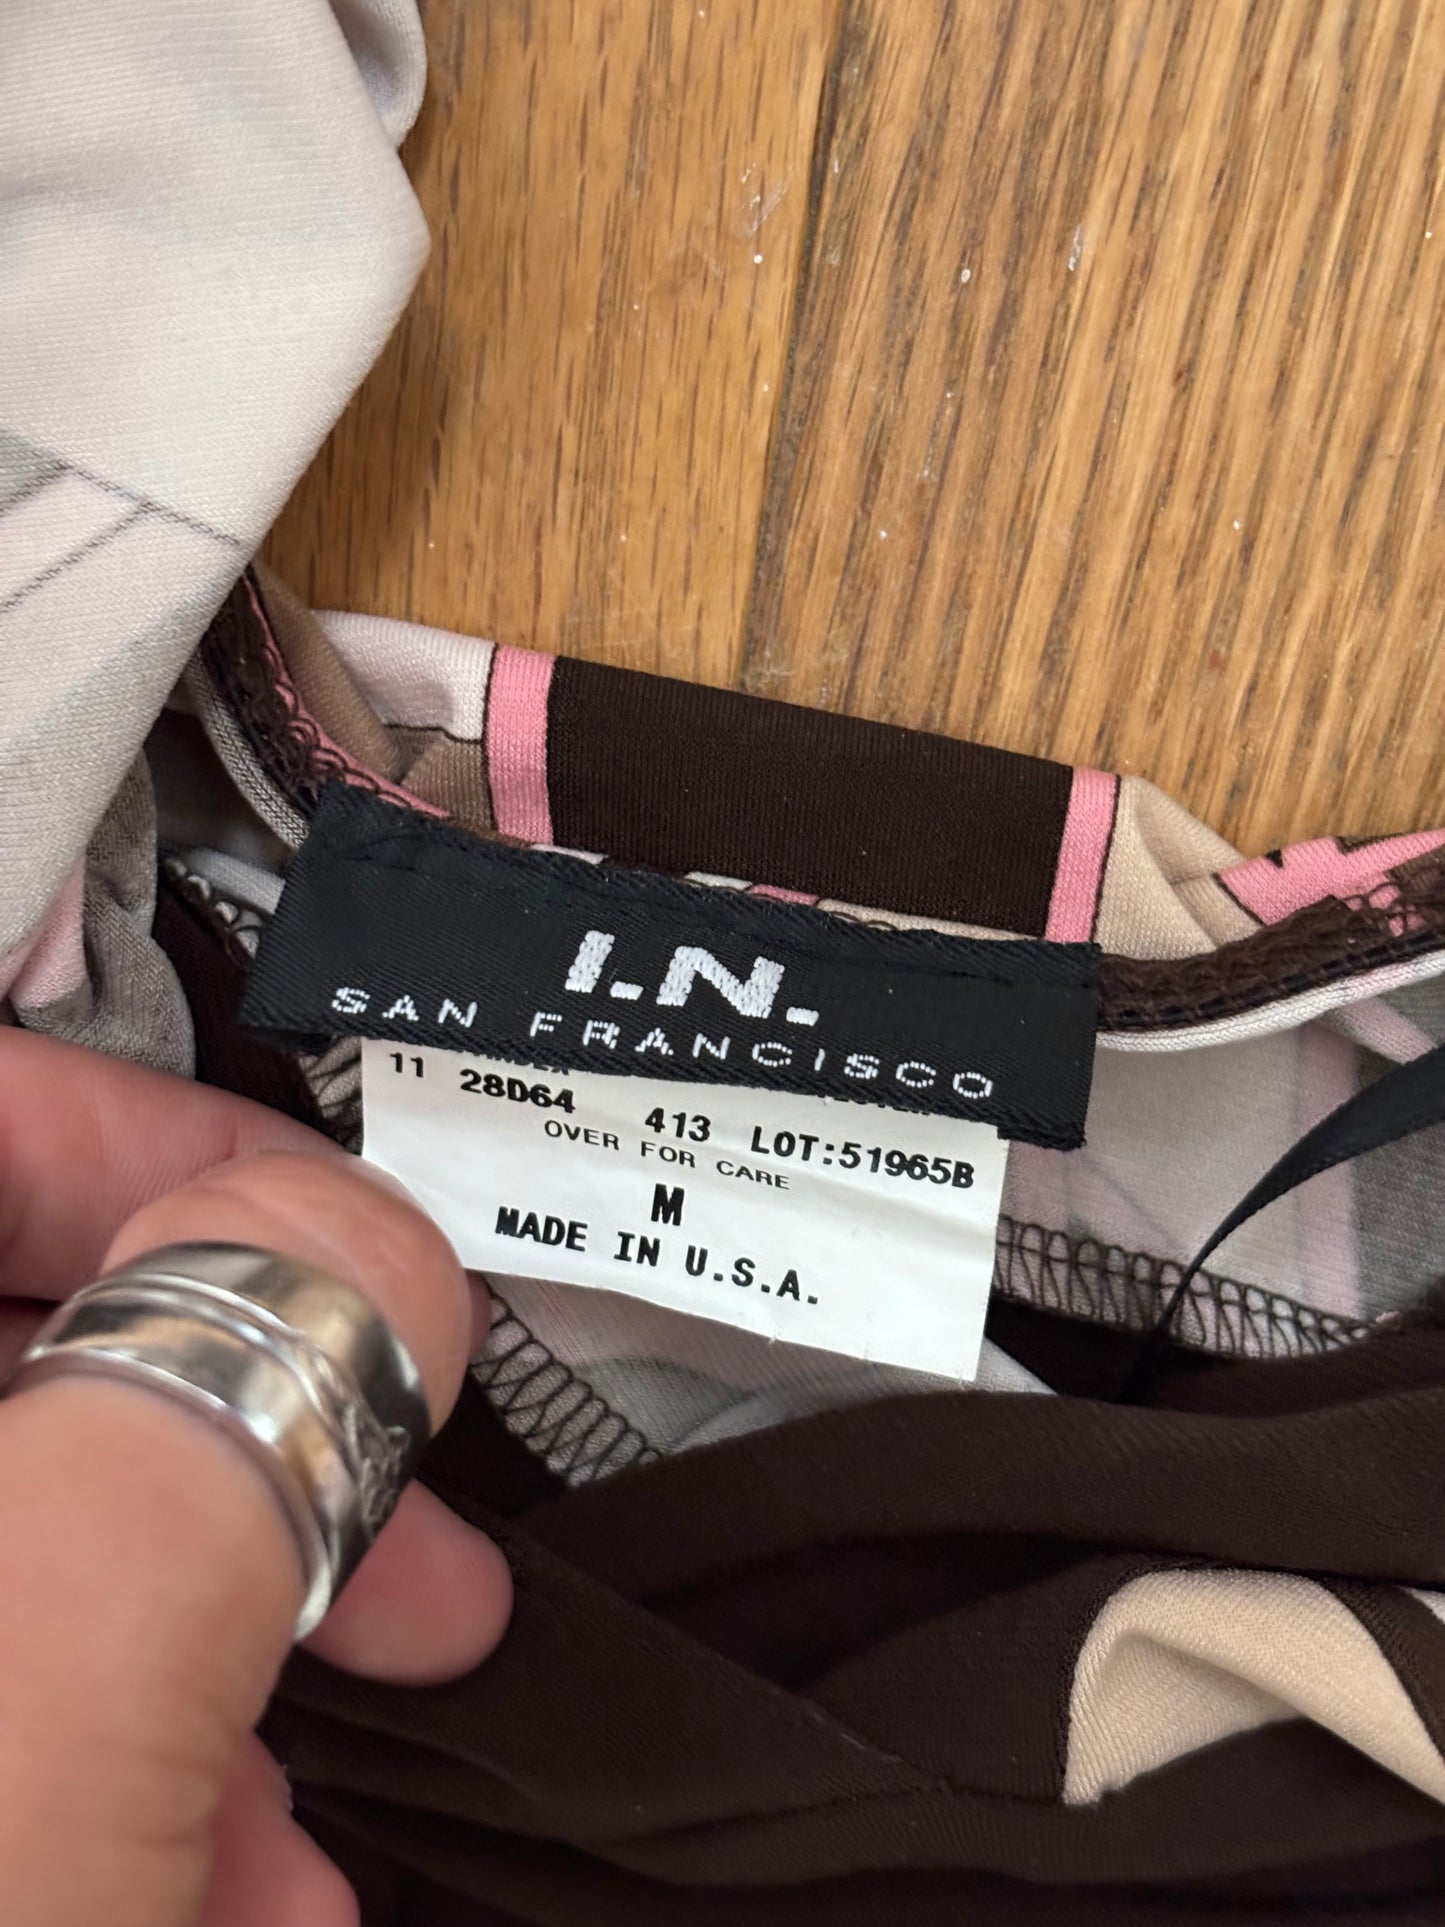 I.N.
SAN FRANCISCO
11 28D64 413 LOT:51965B
OVER FOR CARE
M
MADE IN U.S.A.